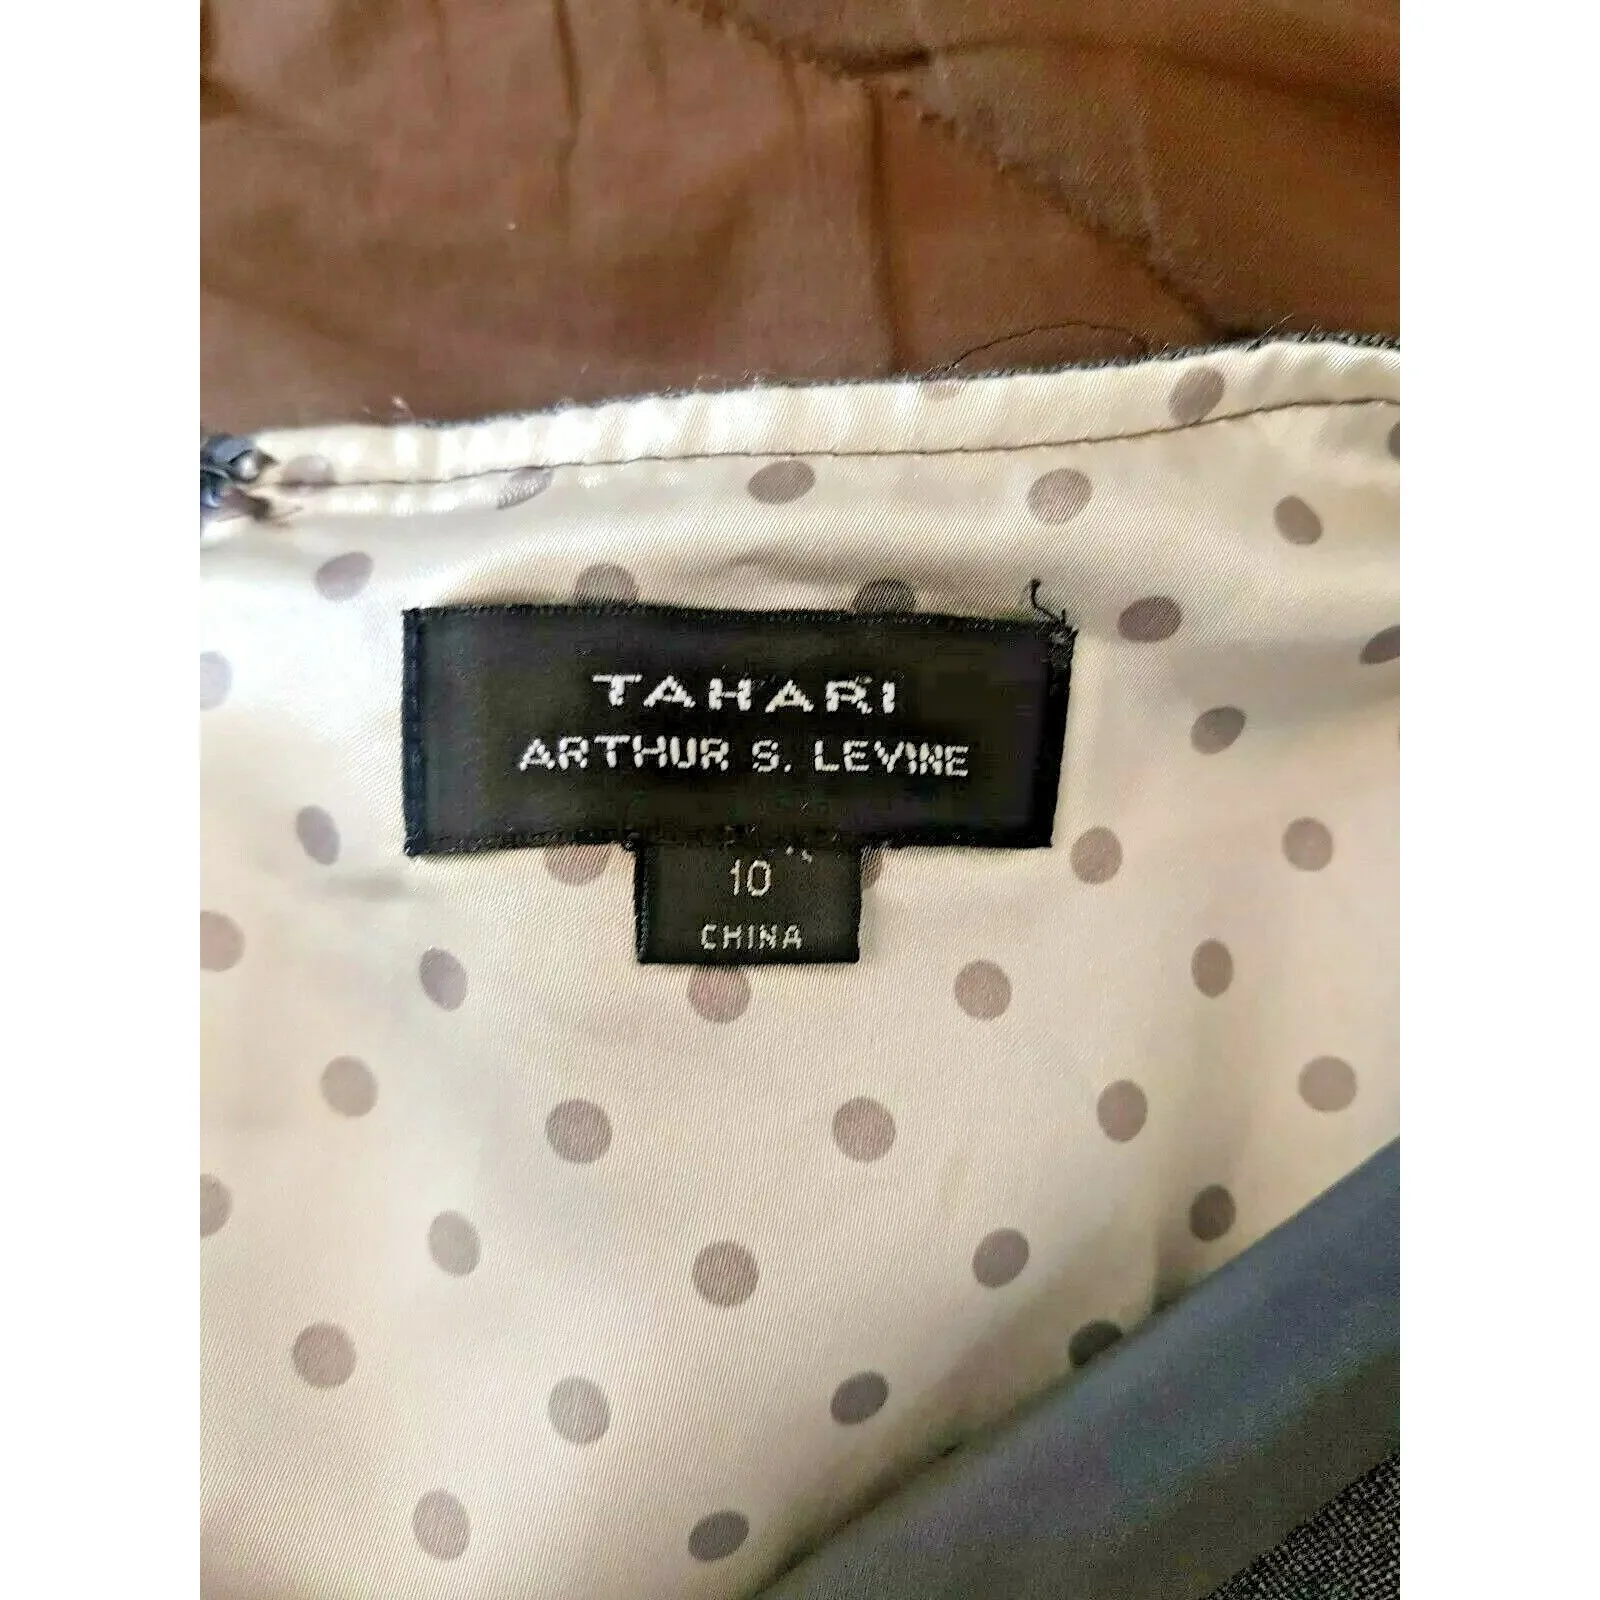 TAHARI
ARTHUR S. LEVINE
10
CHINA